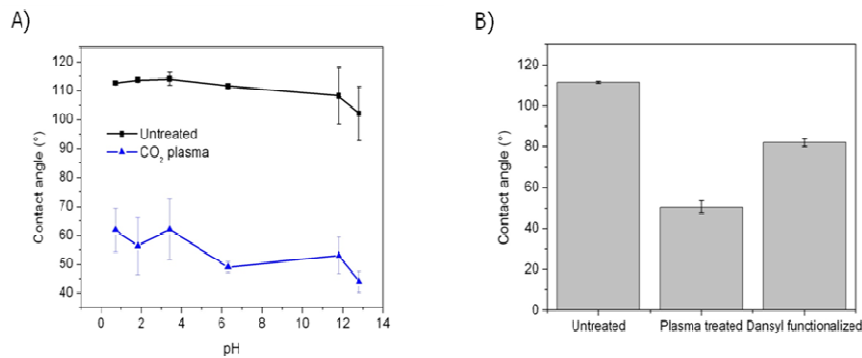 A)
120
110
100
90
80
70
60
50
40
Contact angle (°)
Untreated
CO₂ plasma
0 2 4 6 8 10 12 14
pH
B)
120
100
80
60
40
20
0
Contact angle (°)
Untreated Plasma treated Dansyl functionalized